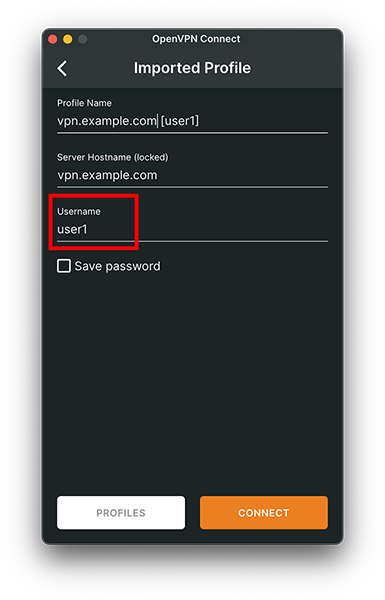 OpenVPN Connect
Imported Profile
Profile Name
vpn.example.com [user1]
Server Hostname (locked)
vpn.example.com
Username
user1
Save password
PROFILES
CONNECT